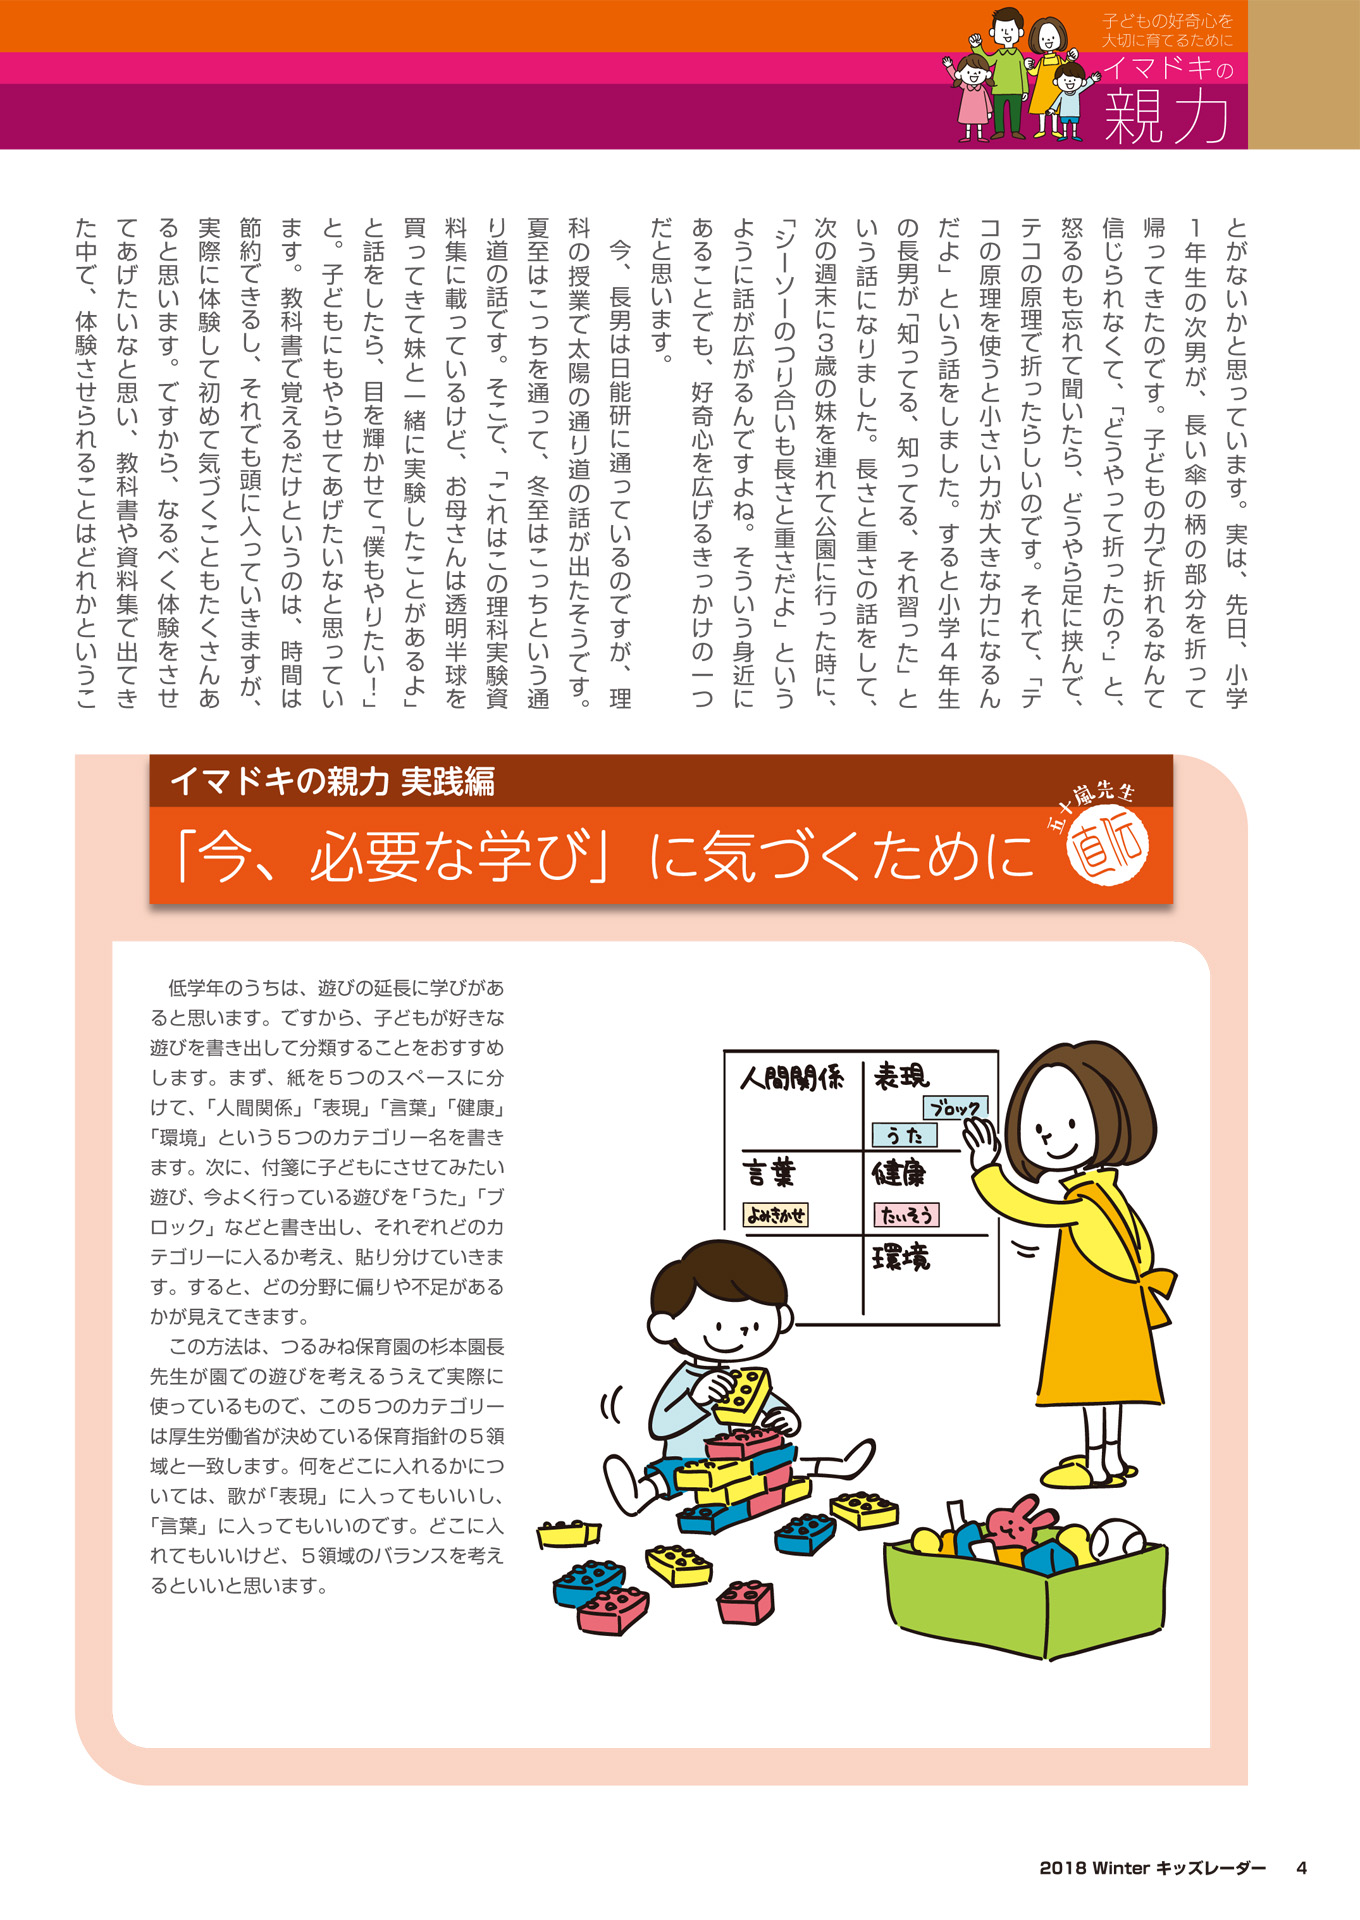 子どもの好奇心を
大切に育てるために
イマドキの
親力
とがないかと思っています。実は、先日、小学
１年生の次男が、長い傘の柄の部分を折って
帰ってきたのです。子どもの力で折れるなんて
信じられなくて、「どうやって折ったの？」と、
怒るのも忘れて聞いたら、どうやら足に挟んで、
テコの原理で折ったらしいのです。それで、「テ
コの原理を使うと小さい力が大きな力になるん
だよ」という話をしました。すると小学４年生
の長男が「知ってる、知ってる、それ習った」と
いう話になりました。長さと重さの話をして、
次の週末に３歳の妹を連れて公園に行った時に、
「シーソーのつり合いも長さと重さだよ」という
ように話が広がるんですよね。そういう身近に
あることでも、好奇心を広げるきっかけの一つ
だと思います。
今、長男は日能研に通っているのですが、理
科の授業で太陽の通り道の話が出たそうです。
夏至はこっちを通って、冬至はこっちという通
り道の話です。そこで、「これはこの理科実験資
料集に載っているけど、お母さんは透明半球を
買ってきて妹と一緒に実験したことがあるよ」
と話をしたら、目を輝かせて「僕もやりたい！」
と。子どもにもやらせてあげたいなと思ってい
ます。教科書で覚えるだけというのは、時間は
節約できるし、それでも頭に入っていきますが、
実際に体験して初めて気づくこともたくさんあ
ると思います。ですから、なるべく体験をさせ
てあげたいなと思い、教科書や資料集で出てき
た中で、体験させられることはどれかというこ
イマドキの親力 実践編
「今、必要な学び」に気づくために
五十嵐先生
直伝
低学年のうちは、遊びの延長に学びがあ
ると思います。ですから、子どもが好きな
遊びを書き出して分類することをおすすめ
します。まず、紙を５つのスペースに分
けて、「人間関係」「表現」「言葉」「健康」
「環境」という５つのカテゴリー名を書き
ます。次に、付箋に子どもにさせてみたい
遊び、今よく行っている遊びを「うた」「ブ
ロック」などと書き出し、それぞれどのカ
テゴリーに入るか考え、貼り分けていきま
す。すると、どの分野に偏りや不足がある
かが見えてきます。
この方法は、つるみね保育園の杉本園長
先生が園での遊びを考えるうえで実際に
使っているもので、この５つのカテゴリー
は厚生労働省が決めている保育指針の５領
域と一致します。何をどこに入れるかにつ
いては、歌が「表現」に入ってもいいし、
「言葉」に入ってもいいのです。どこに入
れてもいいけど、５領域のバランスを考え
るといいと思います。
人間関係
表現
ブロック
うた
言葉
よみきかせ
健康
たいそう
環境
2018 Winter キッズレーダー 4